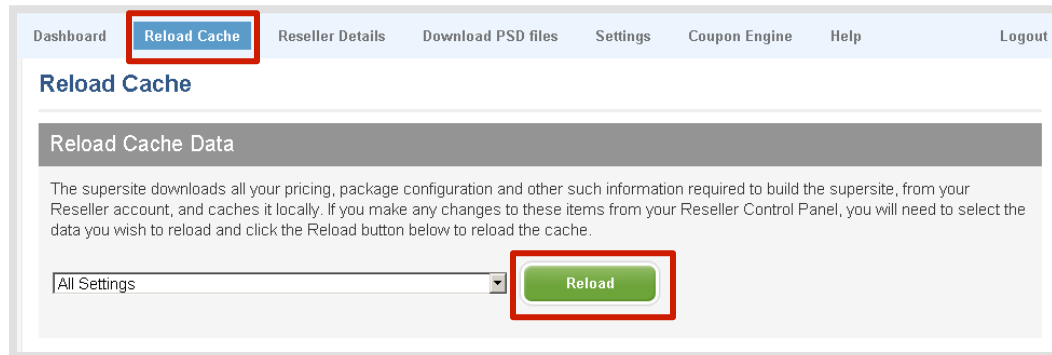 Dashboard Reload Cache Reseller Details Download PSD files Settings Coupon Engine Help Logout
Reload Cache
Reload Cache Data
The supersite downloads all your pricing, package configuration and other such information required to build the supersite, from your
Reseller account, and caches it locally. If you make any changes to these items from your Reseller Control Panel, you will need to select the
data you wish to reload and click the Reload button below to reload the cache.
All Settings Reload